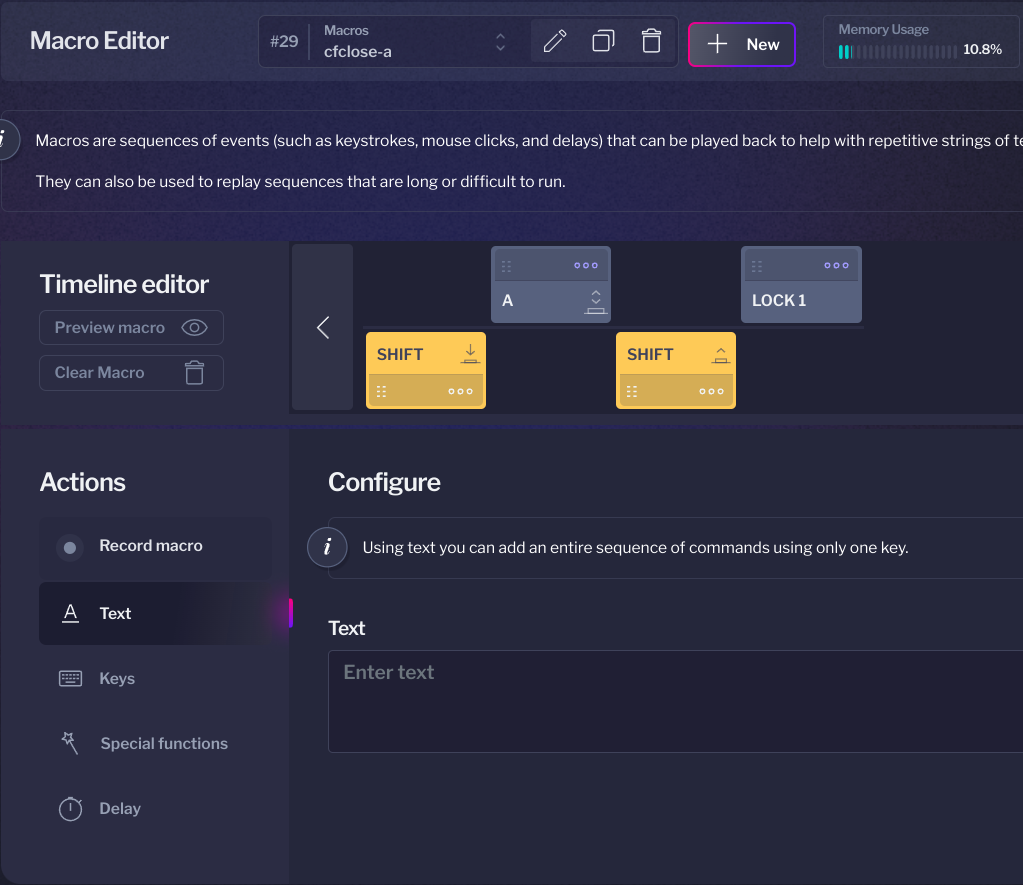 Macro Editor
#29
Macros
cfclose-a
New
Memory Usage
10.8%
i
Macros are sequences of events (such as keystrokes, mouse clicks, and delays) that can be played back to help with repetitive strings of
They can also be used to replay sequences that are long or difficult to run.
Timeline editor
Preview macro
Clear Macro
A
LOCK 1
SHIFT
SHIFT
Actions
Record macro
A
Text
Keys
Special functions
Delay
Configure
i
Using text you can add an entire sequence of commands using only one key.
Text
Enter text